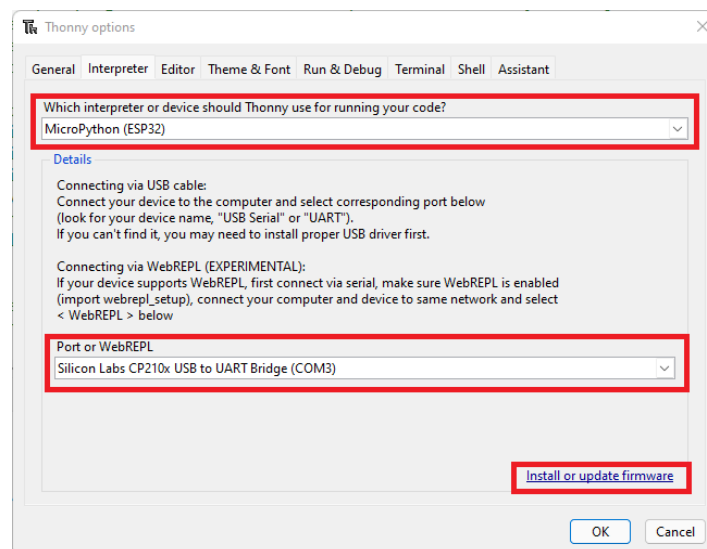 Thonny options
General Interpreter Editor Theme & Font Run & Debug Terminal Shell Assistant
Which interpreter or device should Thonny use for running your code?
MicroPython (ESP32)
Details
Connecting via USB cable:
Connect your device to the computer and select corresponding port below
(look for your device name, "USB Serial" or "UART").
If you can't find it, you may need to install proper USB driver first.
Connecting via WebREPL (EXPERIMENTAL):
If your device supports WebREPL, first connect via serial, make sure WebREPL is enabled
(import webrepl_setup), connect your computer and device to same network and select
< WebREPL > below
Port or WebREPL
Silicon Labs CP210x USB to UART Bridge (COM3)
Install or update firmware
OK Cancel